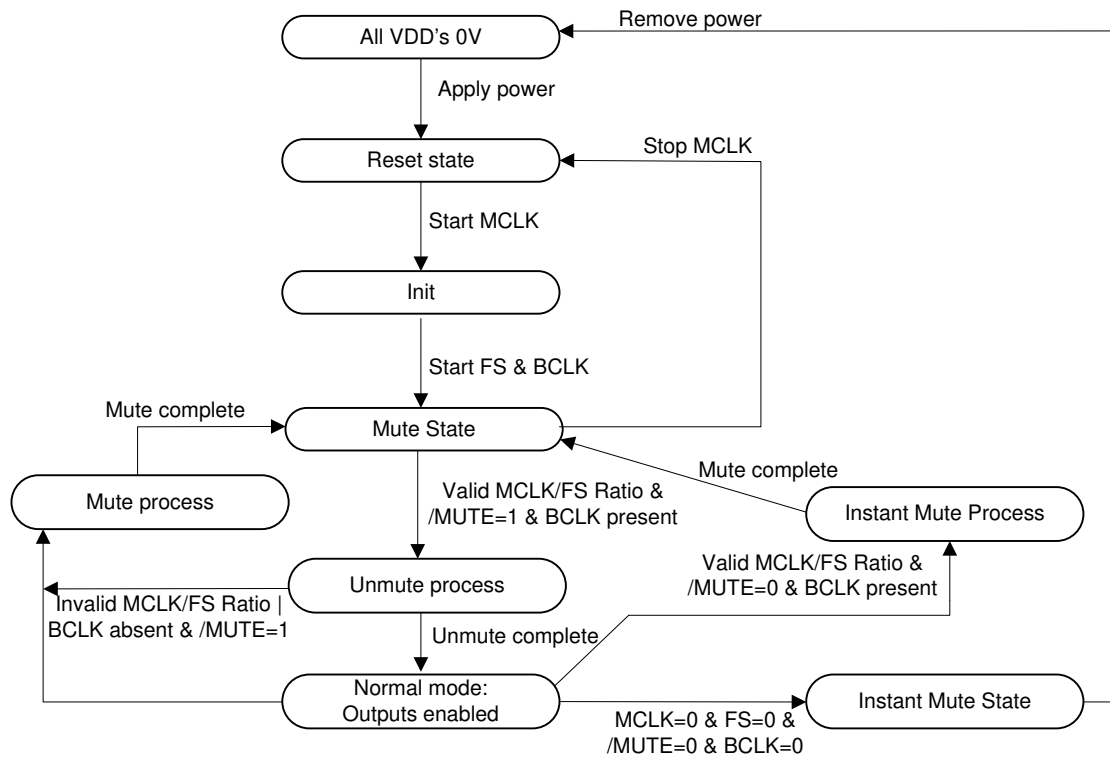 Remove power
All VDD's 0V
Apply power
Stop MCLK
Reset state
Start MCLK
Init
Start FS & BCLK
Mute complete
Mute State
Mute complete
Mute process
Valid MCLK/FS Ratio &
/MUTE=1 & BCLK present
Instant Mute Process
Valid MCLK/FS Ratio &
/MUTE=0 & BCLK present
Unmute process
Invalid MCLK/FS Ratio |
BCLK absent & /MUTE=1
Unmute complete
Normal mode:
Outputs enabled
Instant Mute State
MCLK=0 & FS=0 &
/MUTE=0 & BCLK=0